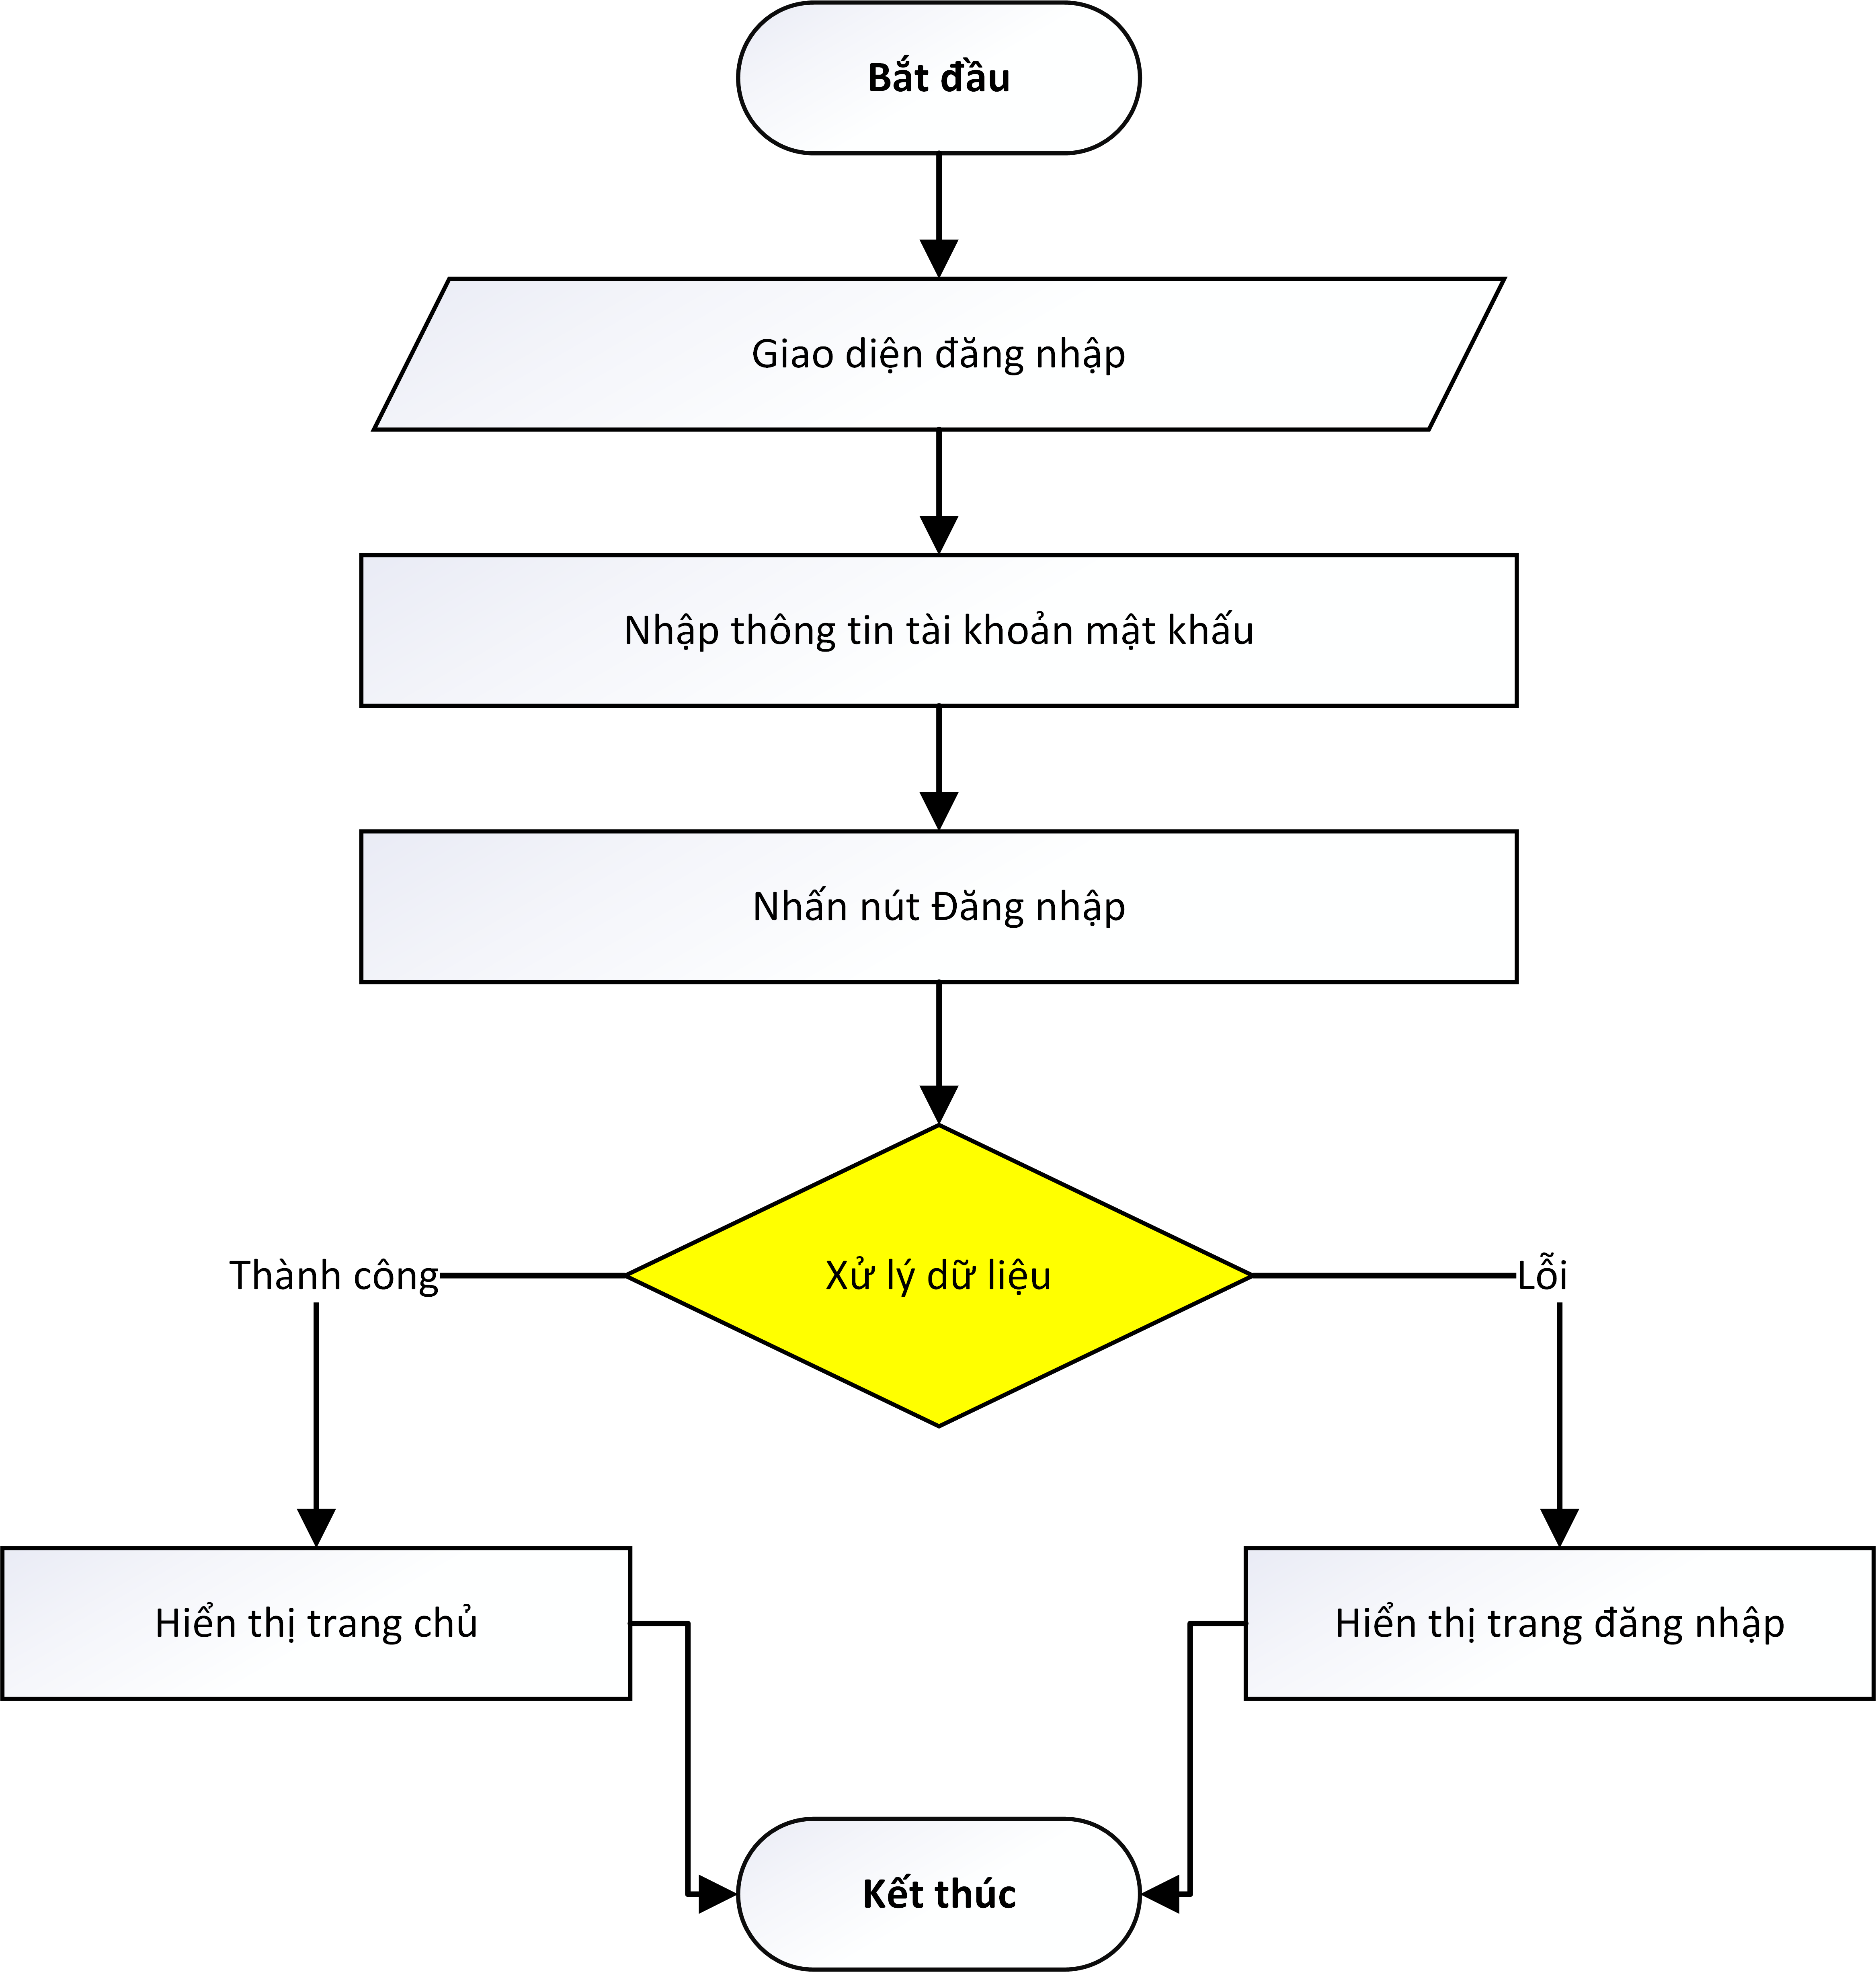 Bắt đầu
Giao diện đăng nhập
Nhập thông tin tài khoản mật khấu
Nhấn nút Đăng nhập
Xử lý dữ liệu
Thành công
Lỗi
Hiển thị trang chủ
Hiển thị trang đăng nhập
Kết thúc